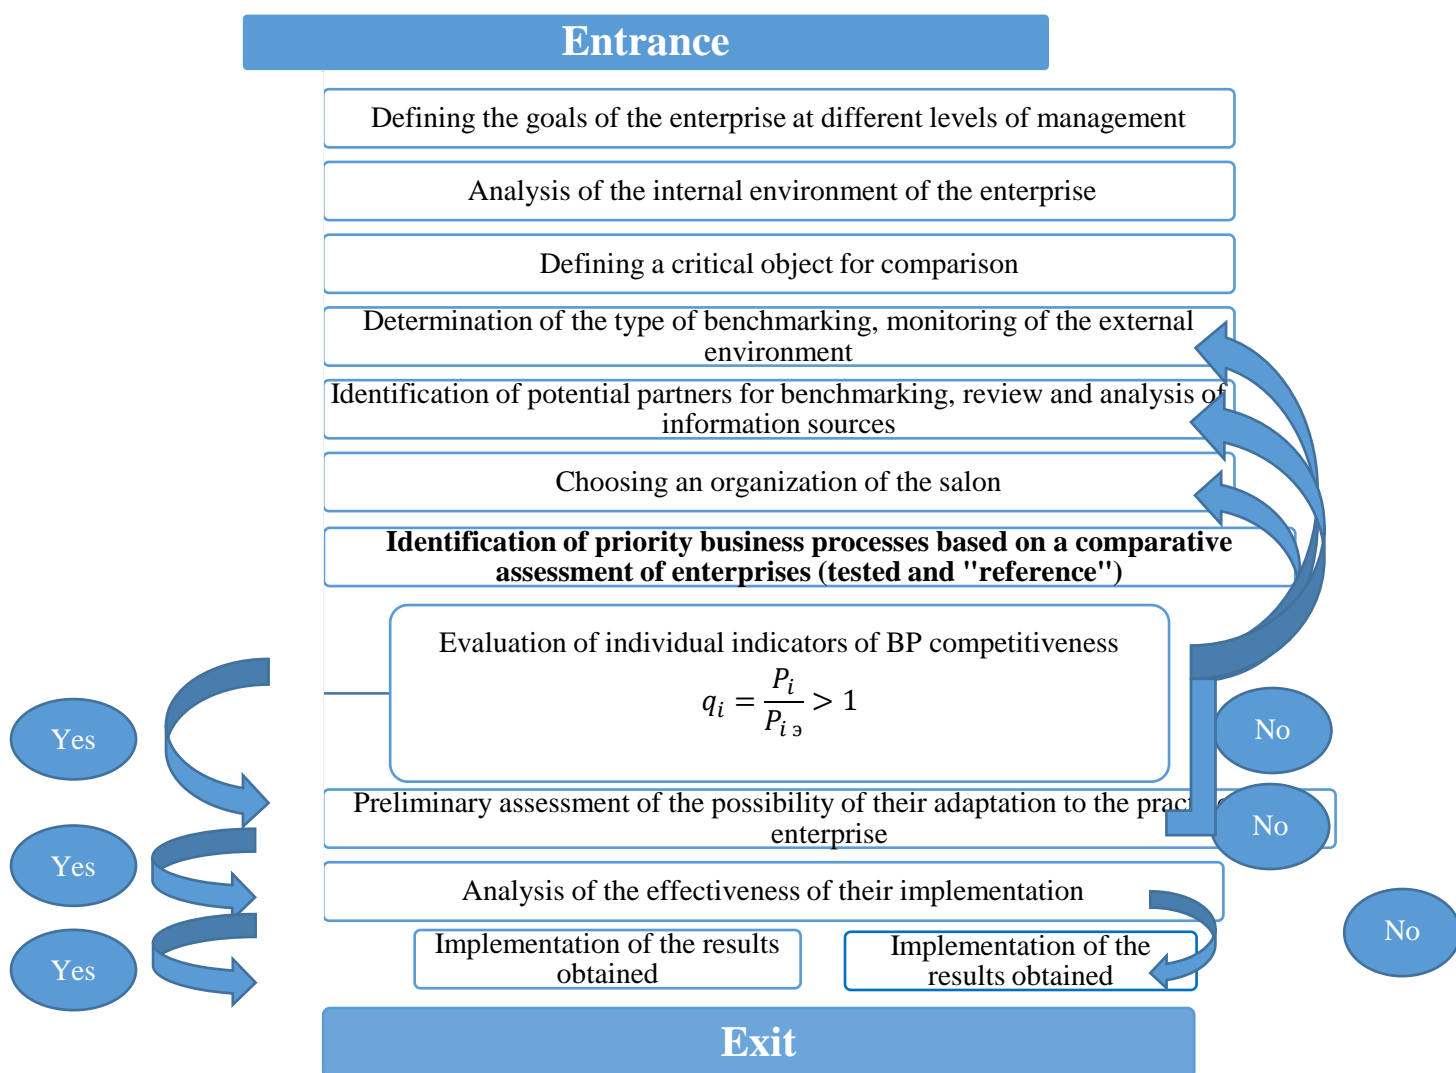 Entrance
Defining the goals of the enterprise at different levels of management
Analysis of the internal environment of the enterprise
Defining a critical object for comparison
Determination of the type of benchmarking, monitoring of the external
environment
Identification of potential partners for benchmarking, review and analysis of
information sources
Choosing an organization of the salon
Identification of priority business processes based on a comparative
assessment of enterprises (tested and "reference")
Evaluation of individual indicators of BP competitiveness
q_i = P_i / P_{i э} > 1
Yes
No
Preliminary assessment of the possibility of their adaptation to the
enterprise
No
Yes
Analysis of the effectiveness of their implementation
No
Implementation of the results
obtained
Implementation of the
results obtained
Yes
Exit